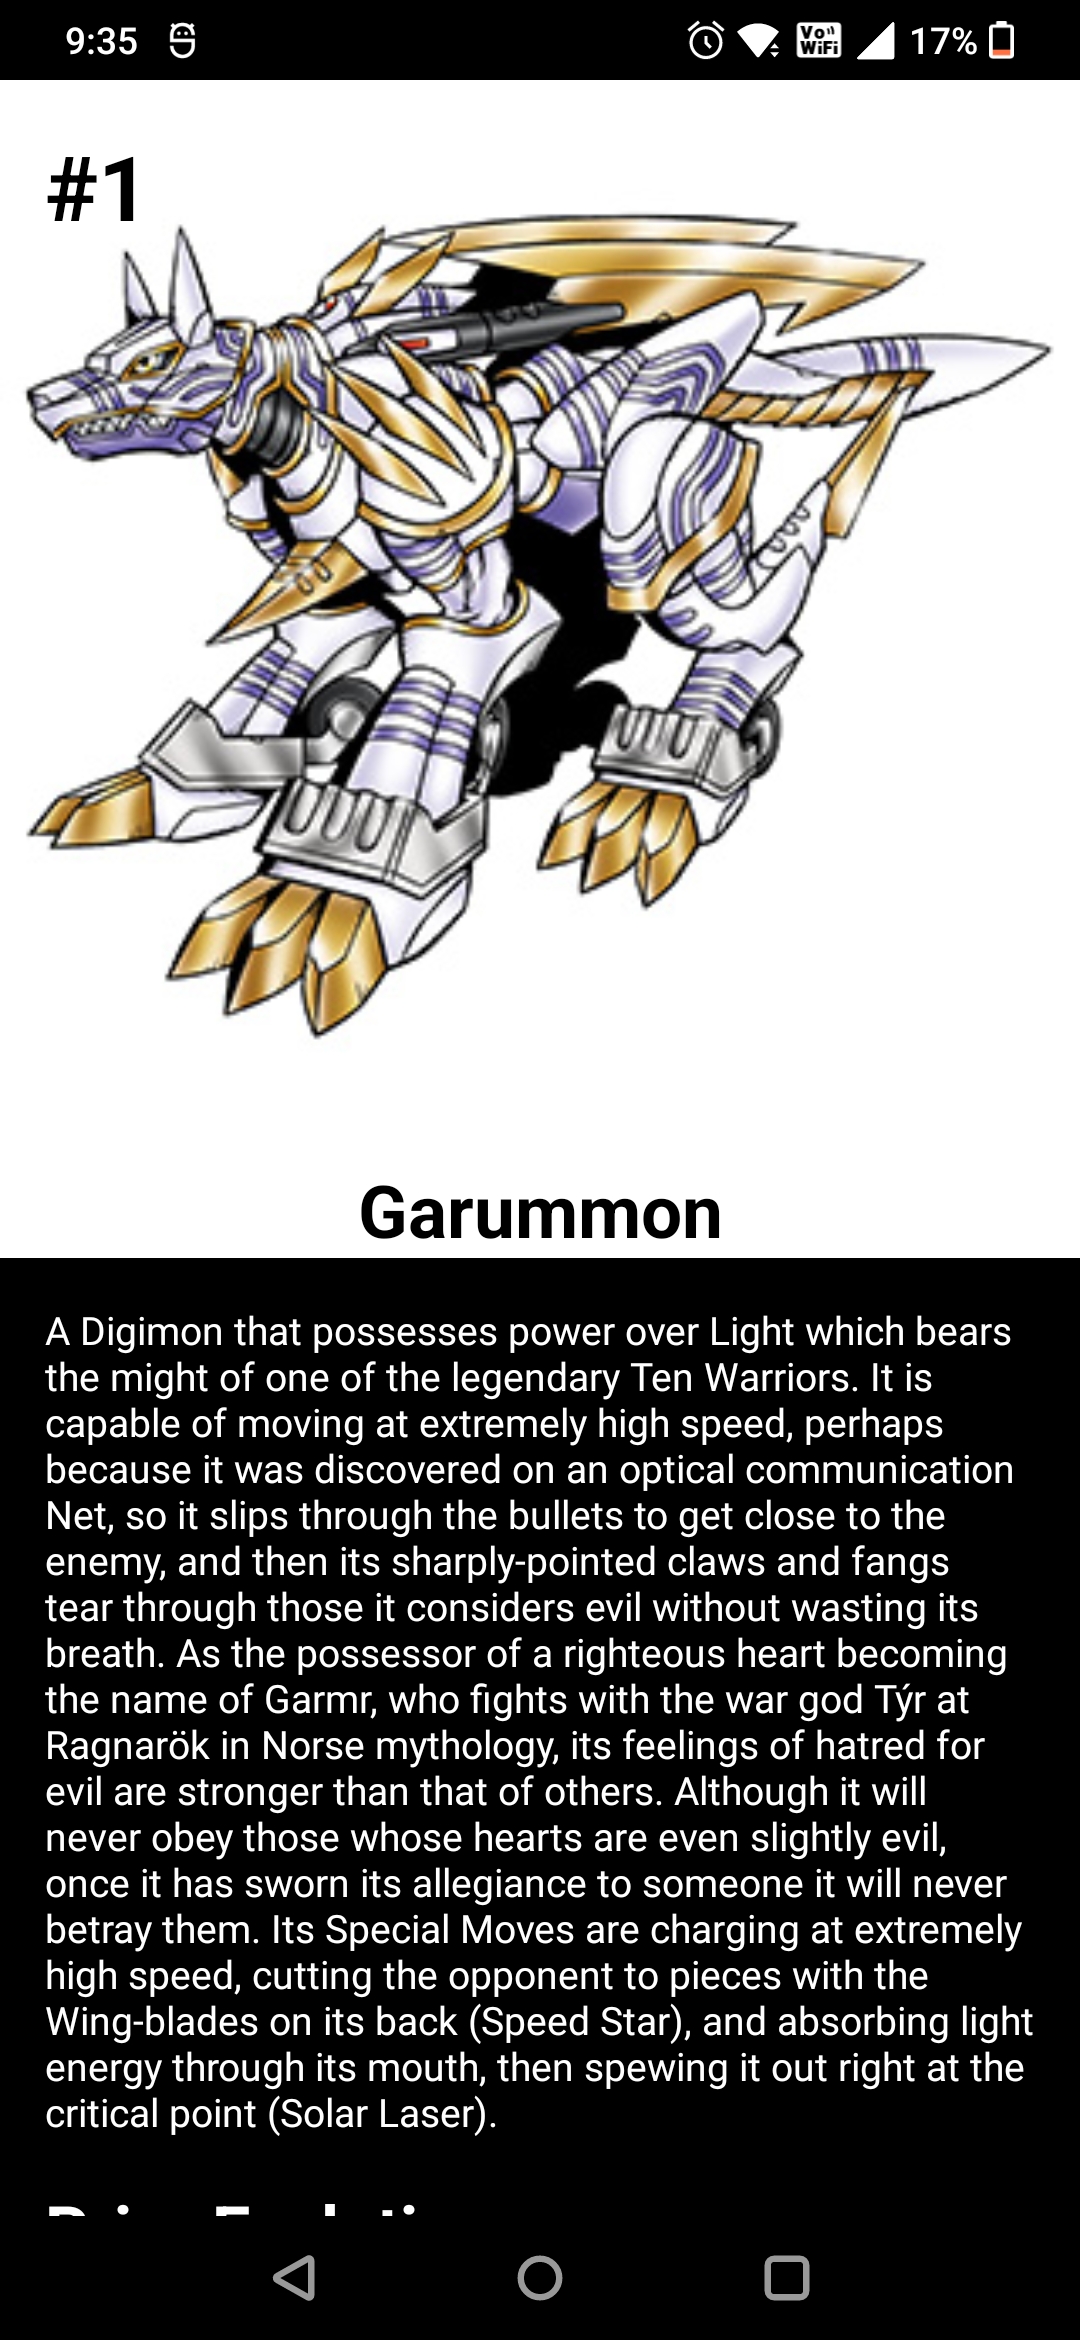 9:35
Vo WiFi 17%
#1
Garummon
A Digimon that possesses power over Light which bears
the might of one of the legendary Ten Warriors. It is
capable of moving at extremely high speed, perhaps
because it was discovered on an optical communication
Net, so it slips through the bullets to get close to the
enemy, and then its sharply-pointed claws and fangs
tear through those it considers evil without wasting its
breath. As the possessor of a righteous heart becoming
the name of Garmr, who fights with the war god Týr at
Ragnarök in Norse mythology, its feelings of hatred for
evil are stronger than that of others. Although it will
never obey those whose hearts are even slightly evil,
once it has sworn its allegiance to someone it will never
betray them. Its Special Moves are charging at extremely
high speed, cutting the opponent to pieces with the
Wing-blades on its back (Speed Star), and absorbing light
energy through its mouth, then spewing it out right at the
critical point (Solar Laser).